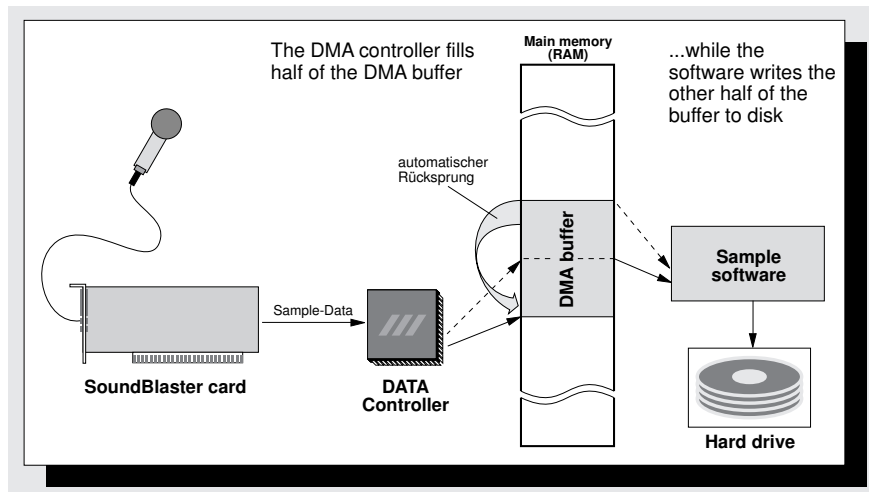 The DMA controller fills
half of the DMA buffer
Main memory
(RAM)
...while the
software writes the
other half of the
buffer to disk
automatischer
Rücksprung
DMA buffer
Sample
software
Sample-Data
SoundBlaster card
DATA
Controller
Hard drive